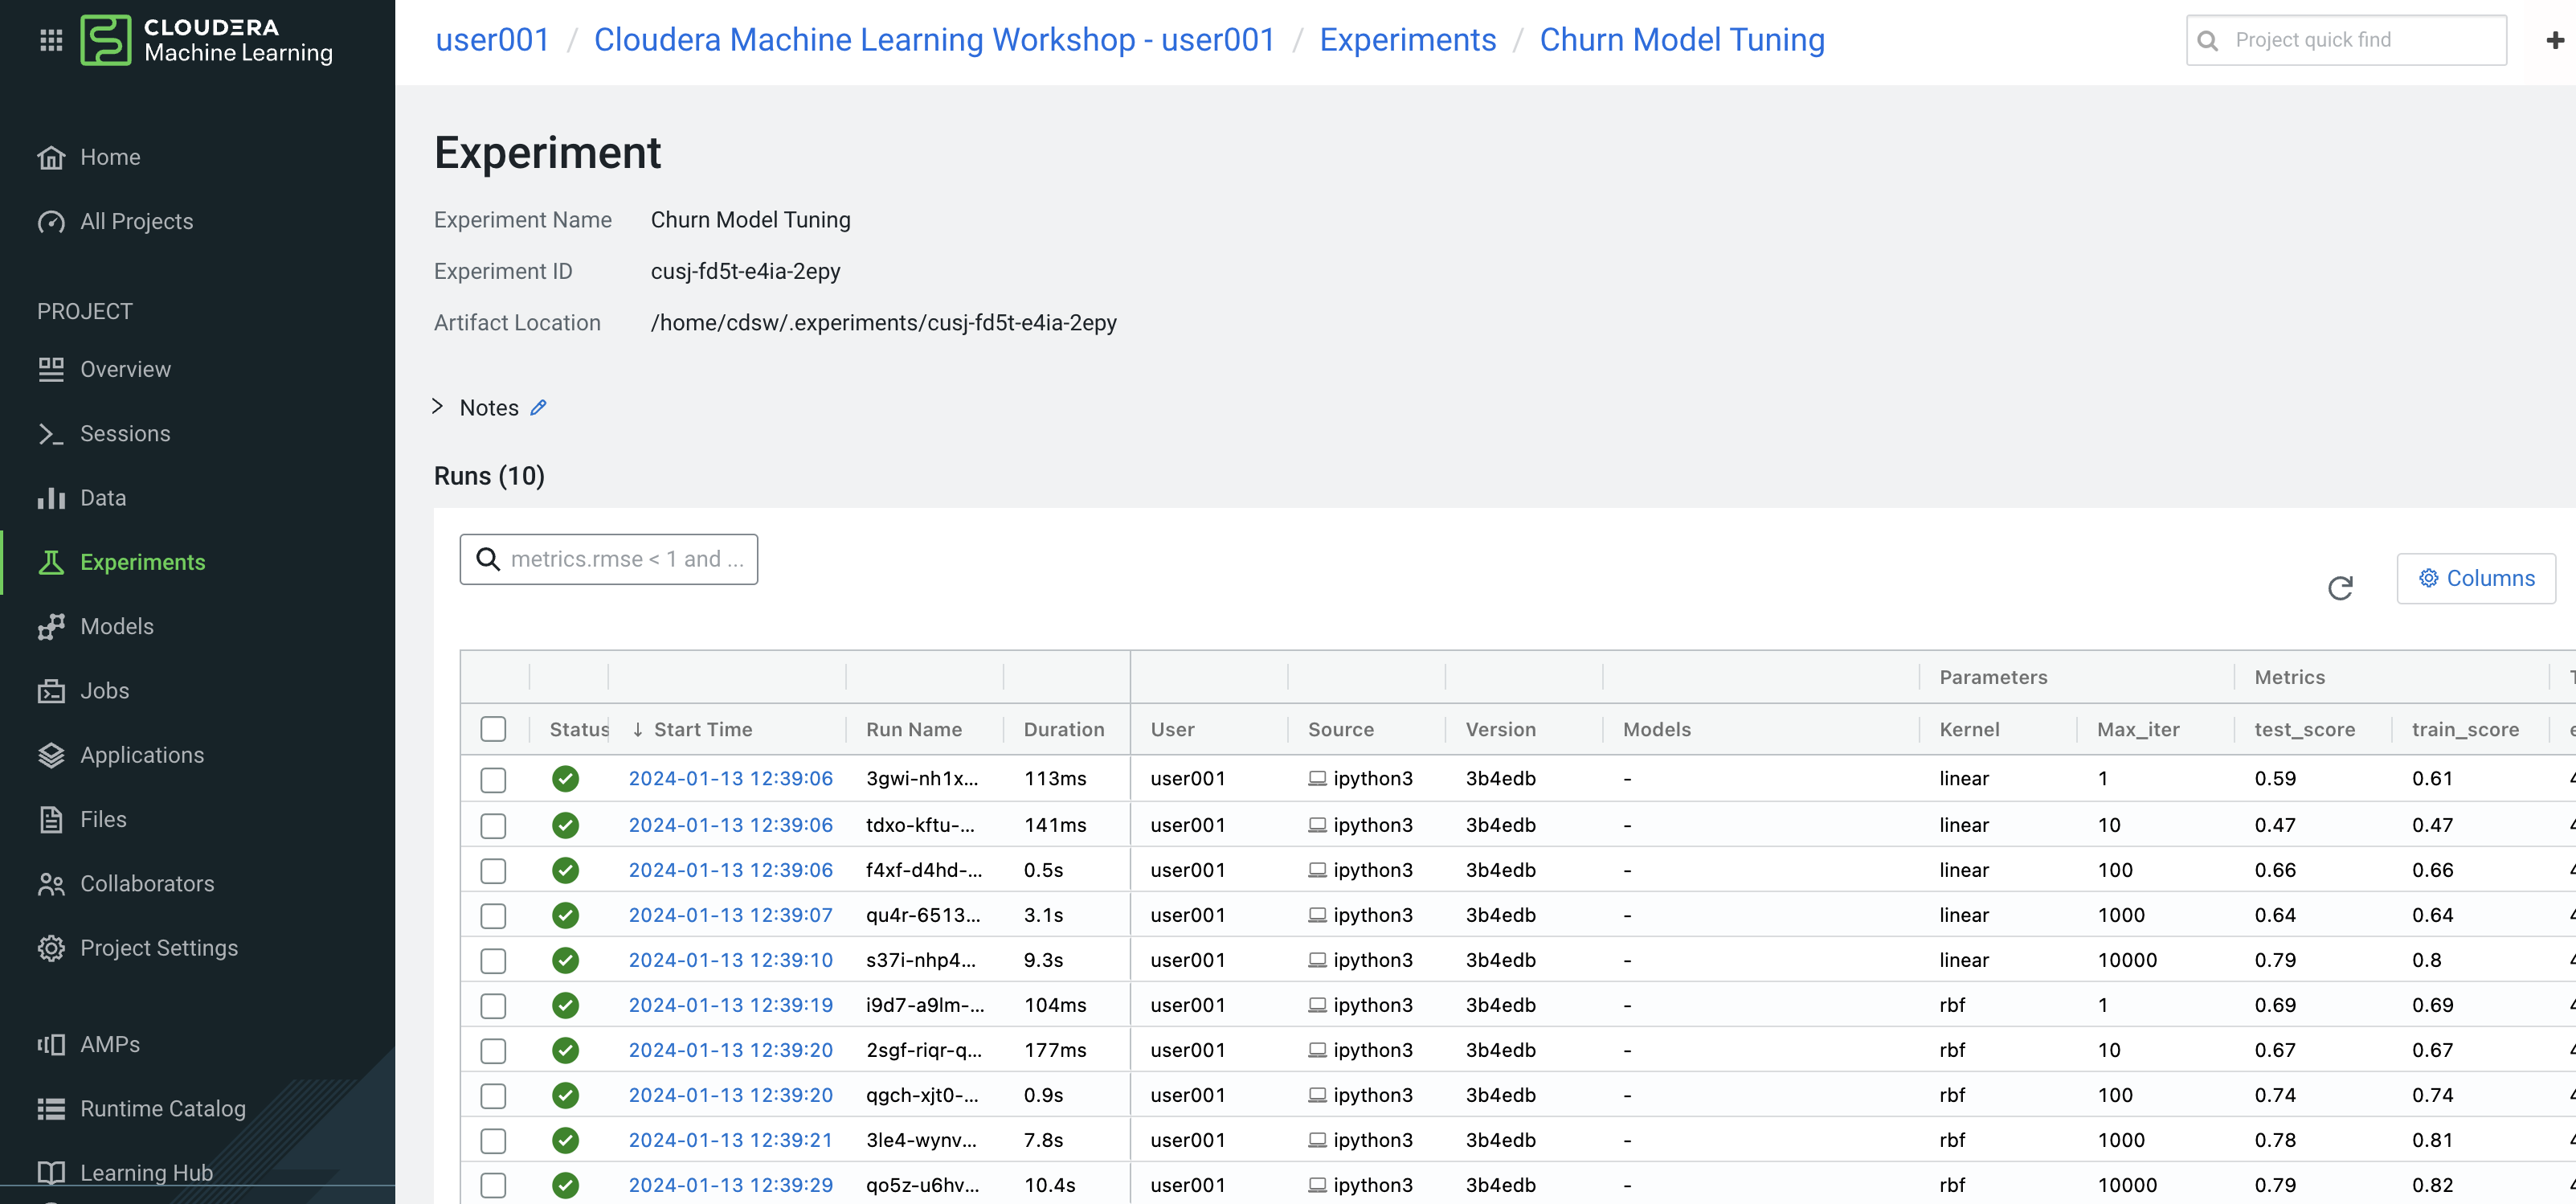 CLOUDERA
Machine Learning
user001 / Cloudera Machine Learning Workshop - user001 / Experiments / Churn Model Tuning
Project quick find
Home
All Projects
PROJECT
Overview
Sessions
Data
Experiments
Models
Jobs
Applications
Files
Collaborators
Project Settings
AMPs
Runtime Catalog
Learning Hub
Experiment
Experiment Name Churn Model Tuning
Experiment ID cusj-fd5t-e4ia-2epy
Artifact Location /home/cdsw/.experiments/cusj-fd5t-e4ia-2epy
Notes
Runs (10)
metrics.rmse < 1 and ...
Columns
Parameters Metrics
Status ↓ Start Time Run Name Duration User Source Version Models Kernel Max_iter test_score train_score
2024-01-13 12:39:06 3gwi-nh1x... 113ms user001 ipython3 3b4edb - linear 1 0.59 0.61
2024-01-13 12:39:06 tdxo-kftu-... 141ms user001 ipython3 3b4edb - linear 10 0.47 0.47
2024-01-13 12:39:06 f4xf-d4hd-... 0.5s user001 ipython3 3b4edb - linear 100 0.66 0.66
2024-01-13 12:39:07 qu4r-6513... 3.1s user001 ipython3 3b4edb - linear 1000 0.64 0.64
2024-01-13 12:39:10 s37i-nhp4... 9.3s user001 ipython3 3b4edb - linear 10000 0.79 0.8
2024-01-13 12:39:19 i9d7-a9lm-... 104ms user001 ipython3 3b4edb - rbf 1 0.69 0.69
2024-01-13 12:39:20 2sgf-riqr-q... 177ms user001 ipython3 3b4edb - rbf 10 0.67 0.67
2024-01-13 12:39:20 qgch-xjt0-... 0.9s user001 ipython3 3b4edb - rbf 100 0.74 0.74
2024-01-13 12:39:21 3le4-wynv... 7.8s user001 ipython3 3b4edb - rbf 1000 0.78 0.81
2024-01-13 12:39:29 qo5z-u6hv... 10.4s user001 ipython3 3b4edb - rbf 10000 0.79 0.82